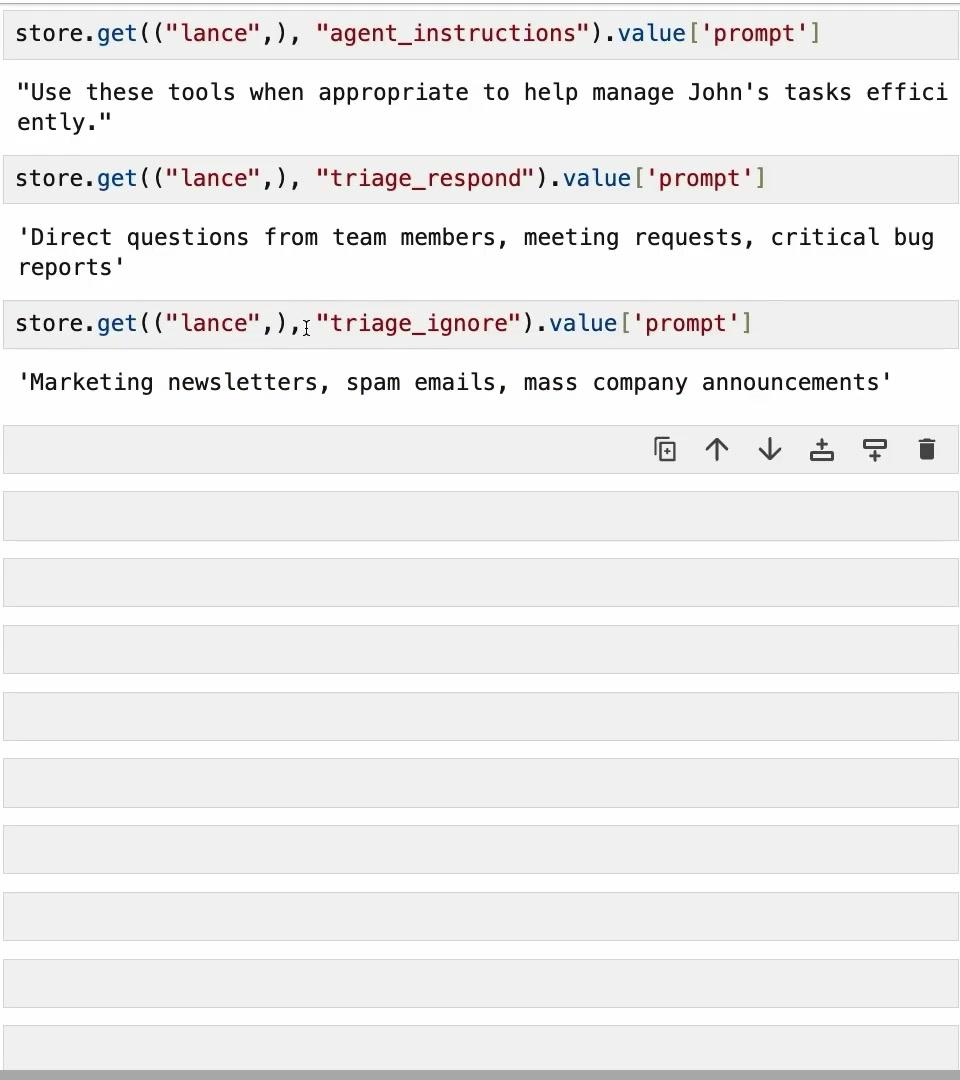 store.get(("lance",), "agent_instructions").value['prompt']
"Use these tools when appropriate to help manage John's tasks effici
ently."
store.get(("lance",), "triage_respond").value['prompt']
'Direct questions from team members, meeting requests, critical bug
reports'
store.get(("lance",), "triage_ignore").value['prompt']
'Marketing newsletters, spam emails, mass company announcements'